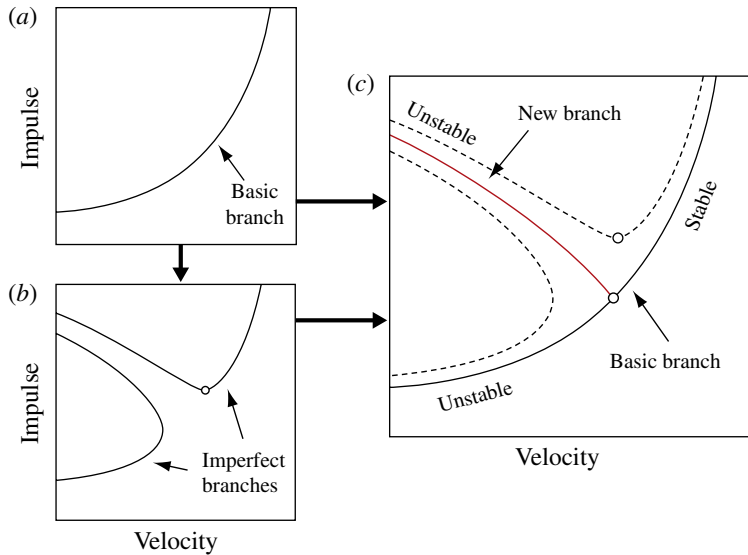 (a)
Impulse
Basic
branch
(b)
Impulse
Imperfect
branches
Velocity
(c)
Unstable
New branch
Stable
Basic branch
Unstable
Velocity